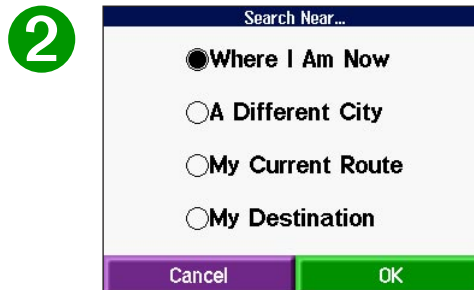 2
Search Near...
Where I Am Now
A Different City
My Current Route
My Destination
Cancel OK